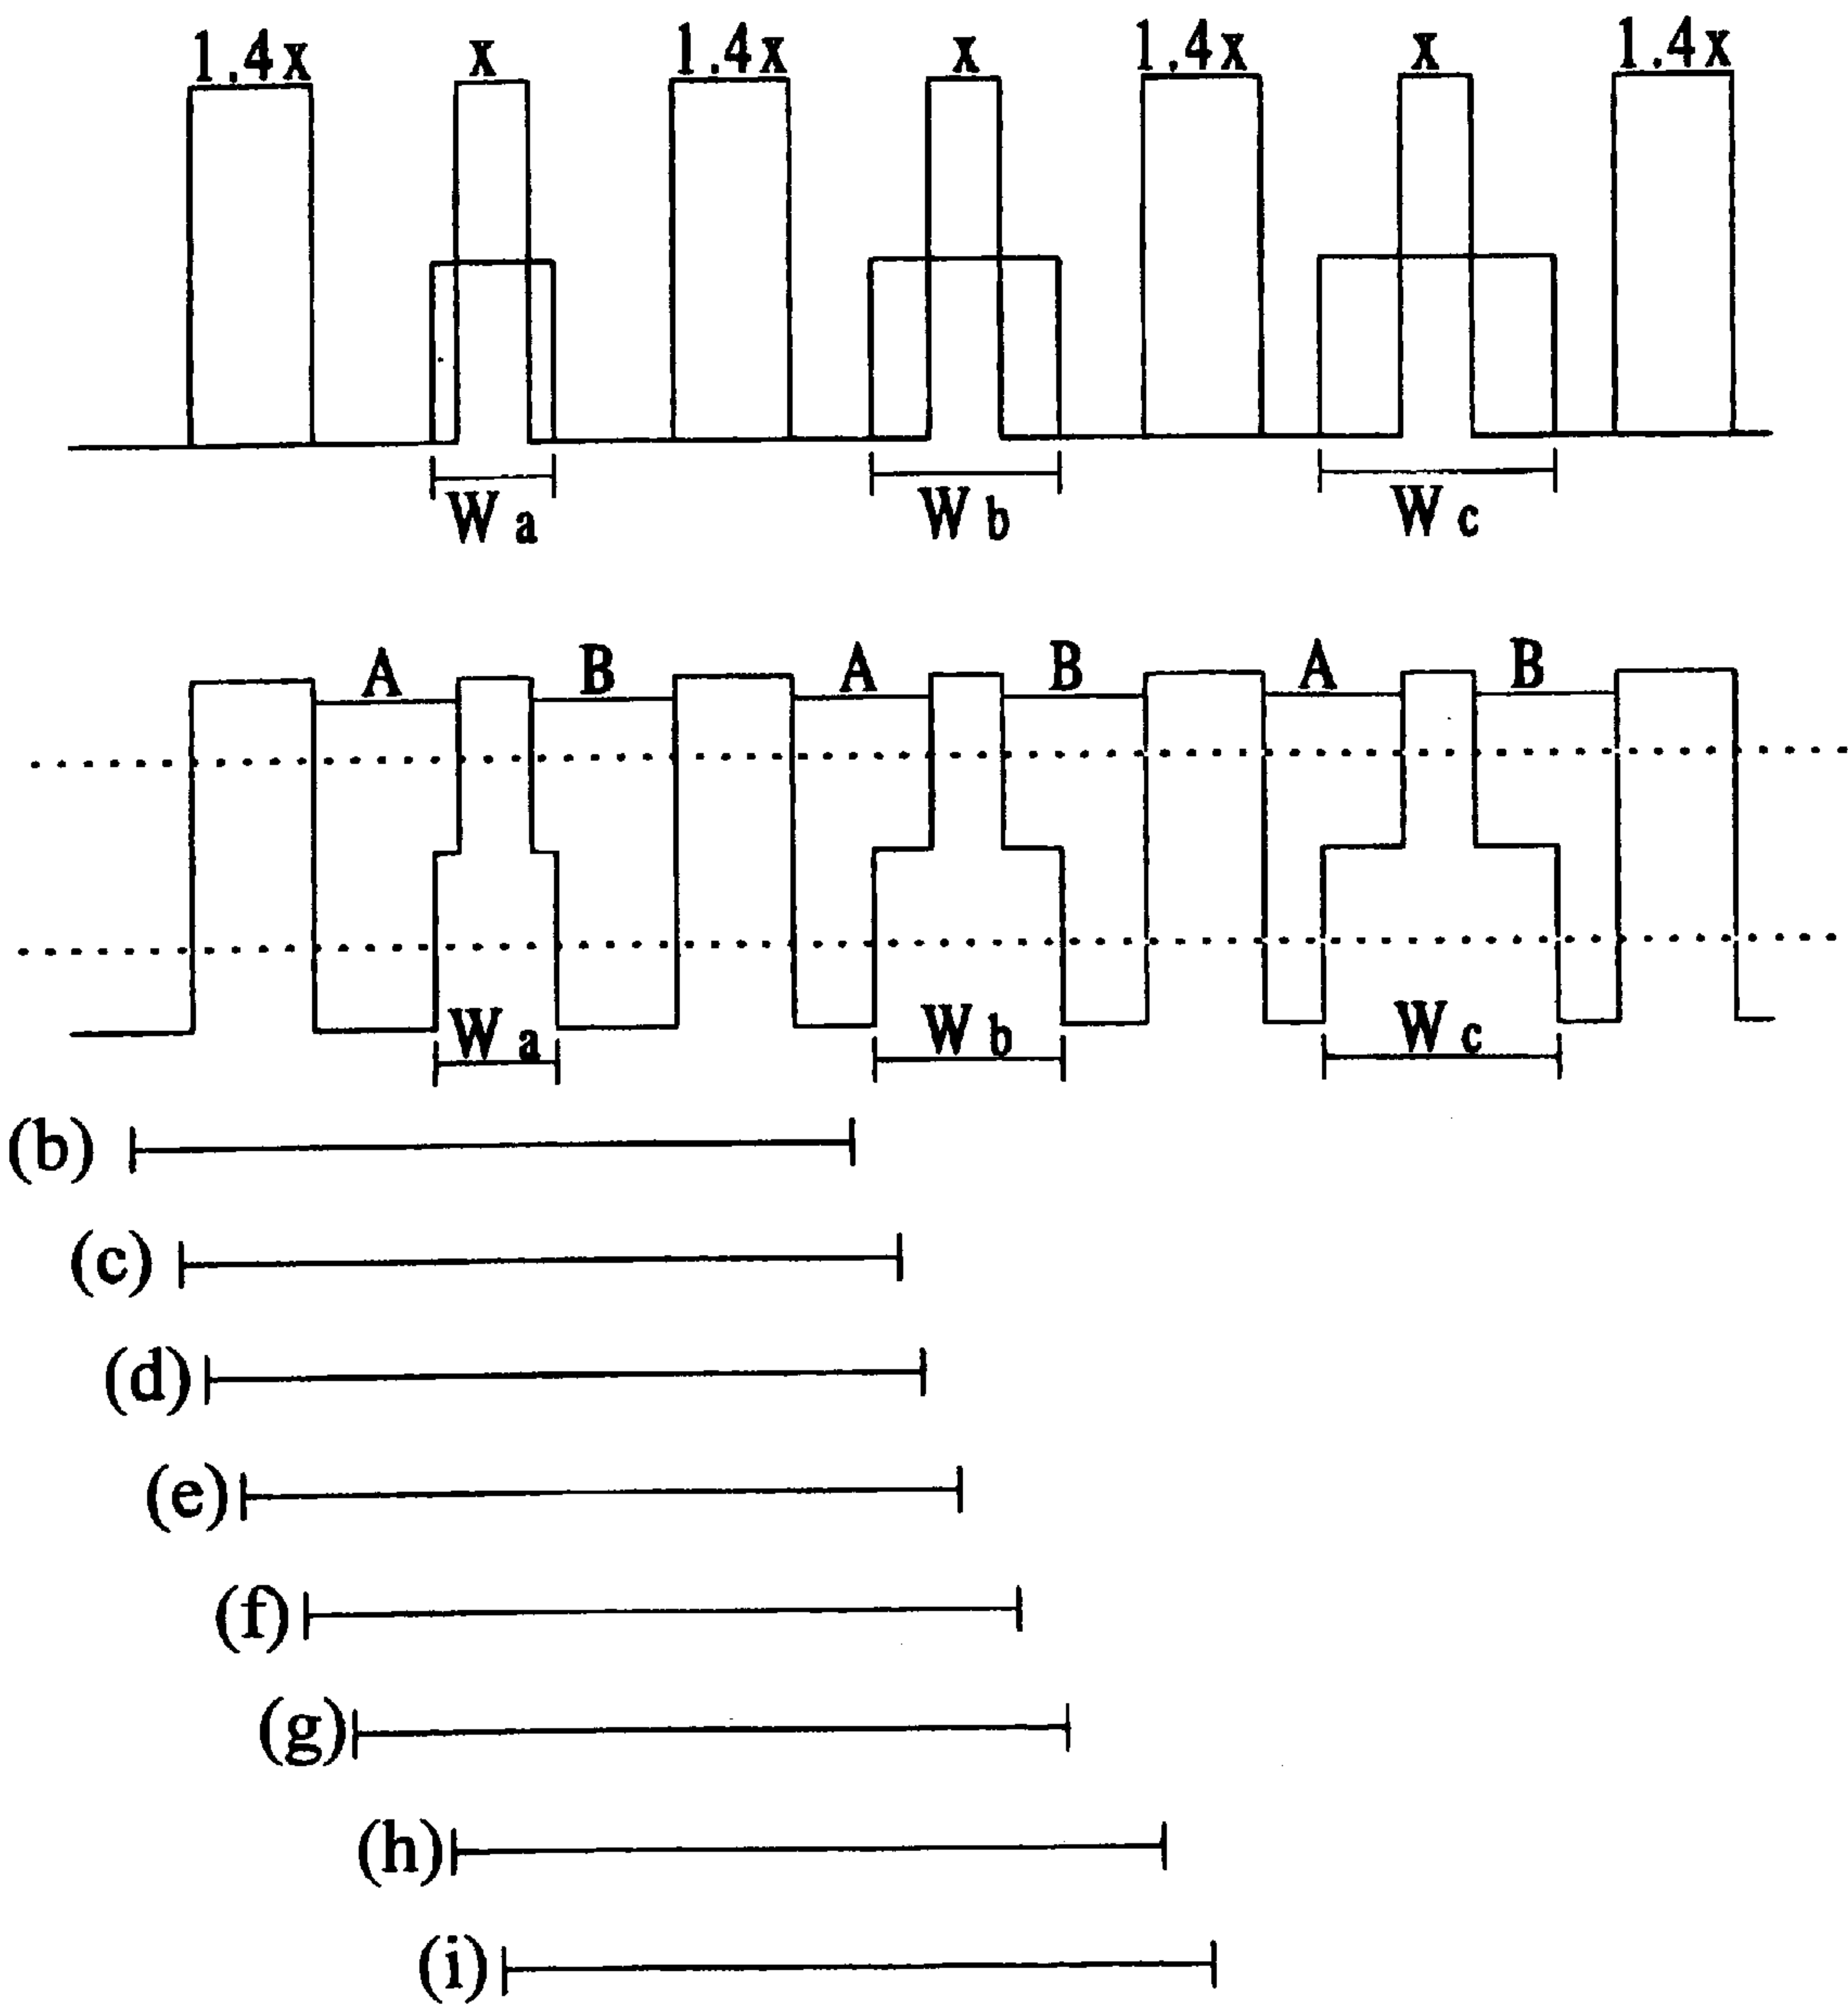 1.4x x 1.4x x 1.4x x 1.4x
Wa Wb Wc
A B A B A B
Wa Wb Wc
(b)
(c)
(d)
(e)
(f)
(g)
(h)
(i)